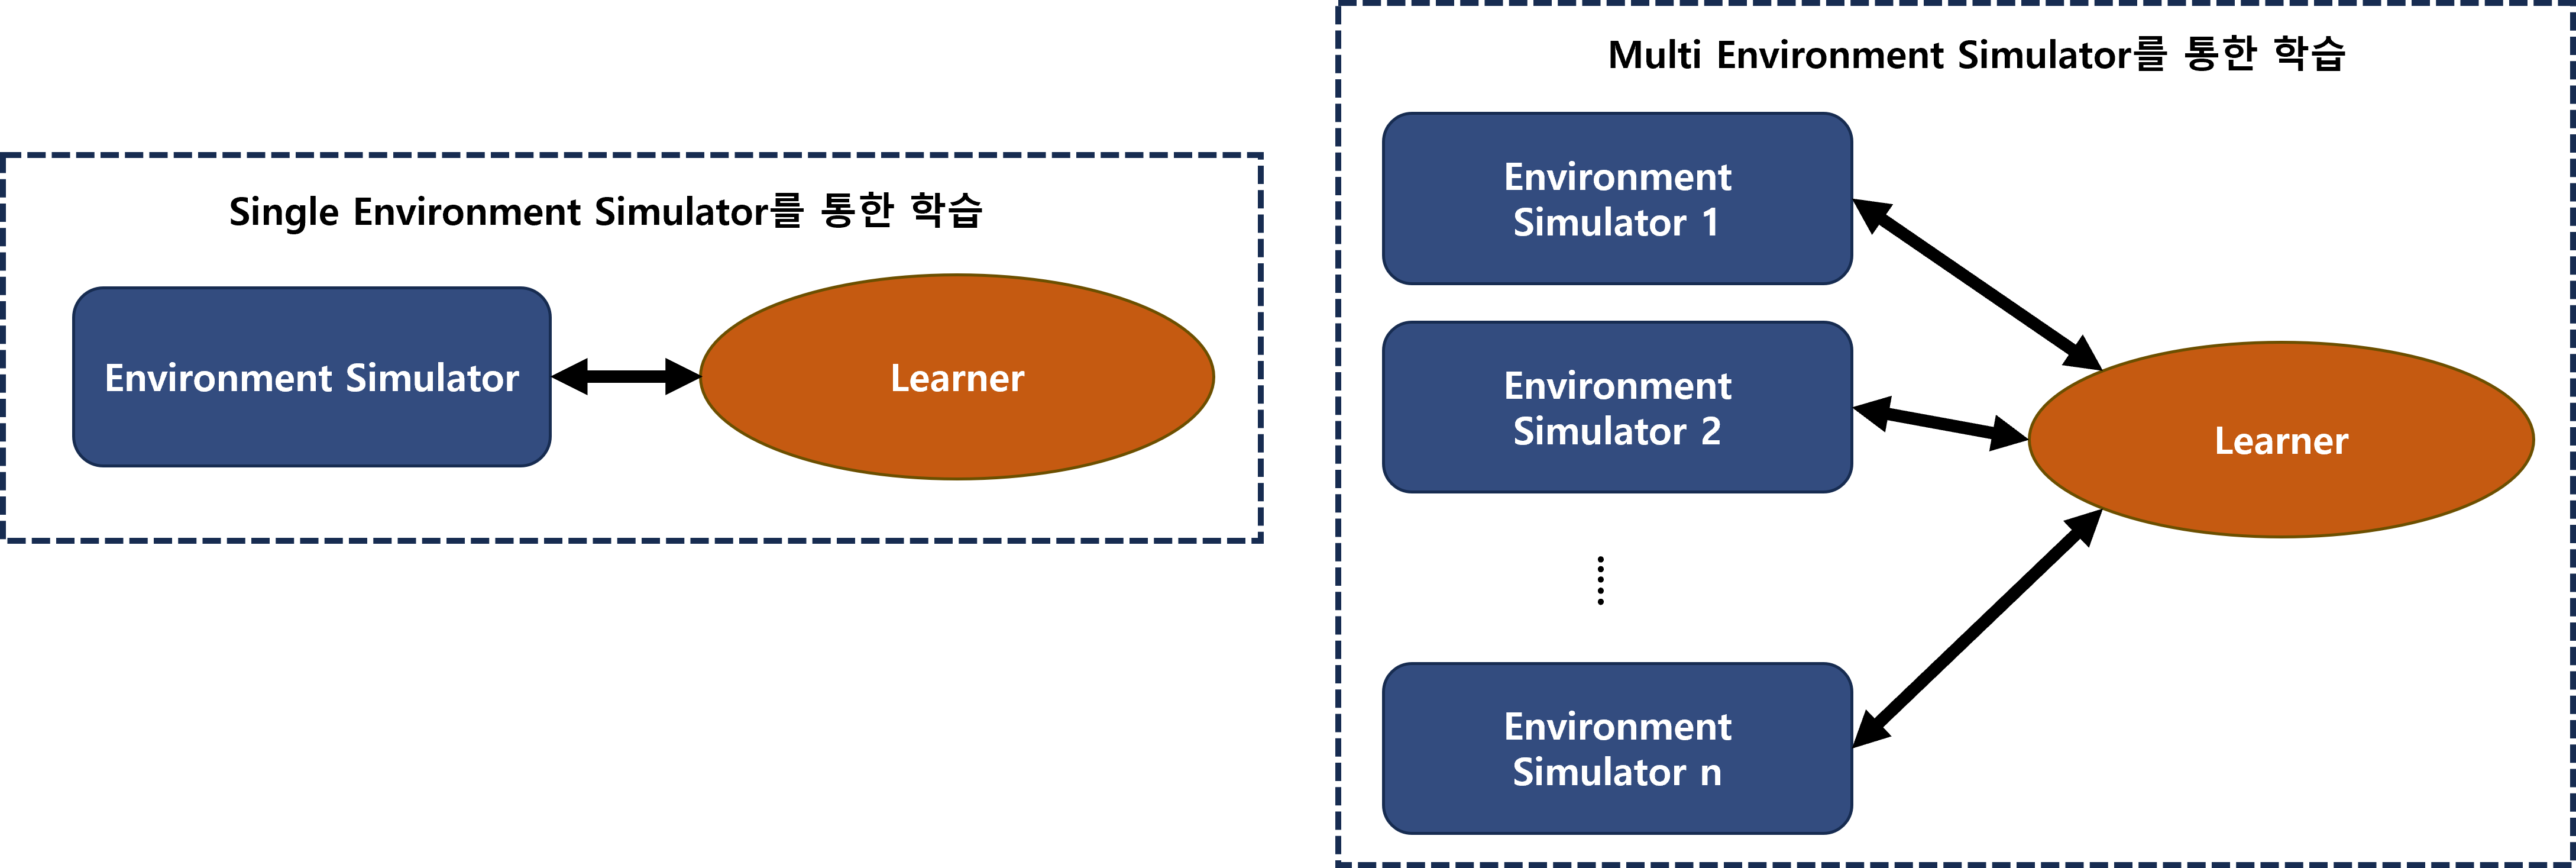 Single Environment Simulator를 통한 학습
Environment Simulator
Learner
Multi Environment Simulator를 통한 학습
Environment
Simulator 1
Environment
Simulator 2
Environment
Simulator n
Learner